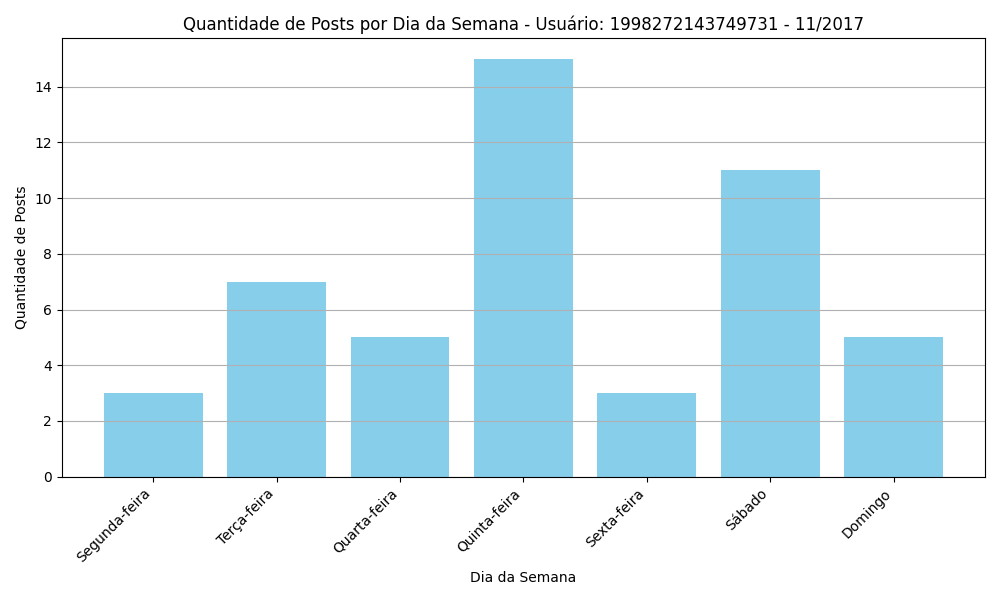 Quantidade de Posts por Dia da Semana - Usuário: 1998272143749731 - 11/2017
Quantidade de Posts
14
12
10
8
6
4
2
0
Segunda-feira
Terça-feira
Quarta-feira
Quinta-feira
Sexta-feira
Sábado
Domingo
Dia da Semana